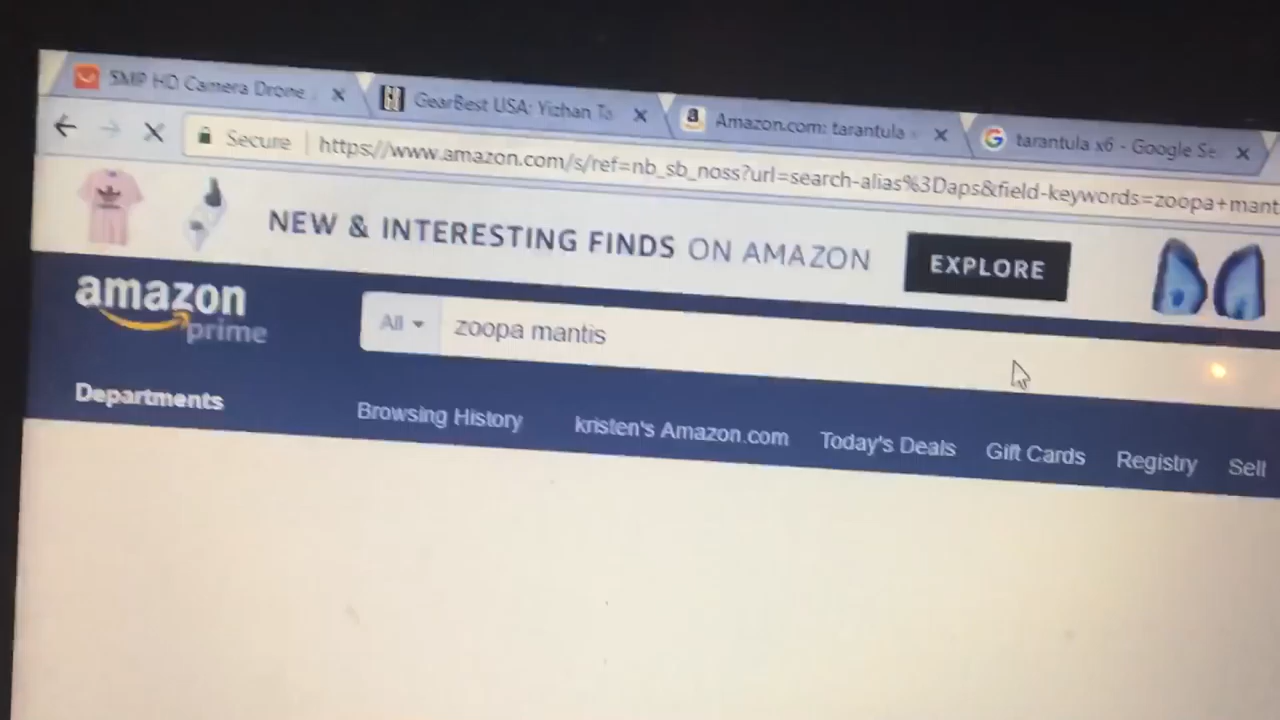 5MP HD Camera Drone
GearBest USA: Yizhan Ta
Amazon.com: tarantula
tarantula x6 - Google Se
Secure
https://www.amazon.com/s/ref=nb_sb_noss?url=search-alias%3Daps&field-keywords=zoopa+mant
NEW & INTERESTING FINDS ON AMAZON
EXPLORE
amazon
prime
All
zoopa mantis
Departments
Browsing History
kristen's Amazon.com
Today's Deals
Gift Cards
Registry
Sell